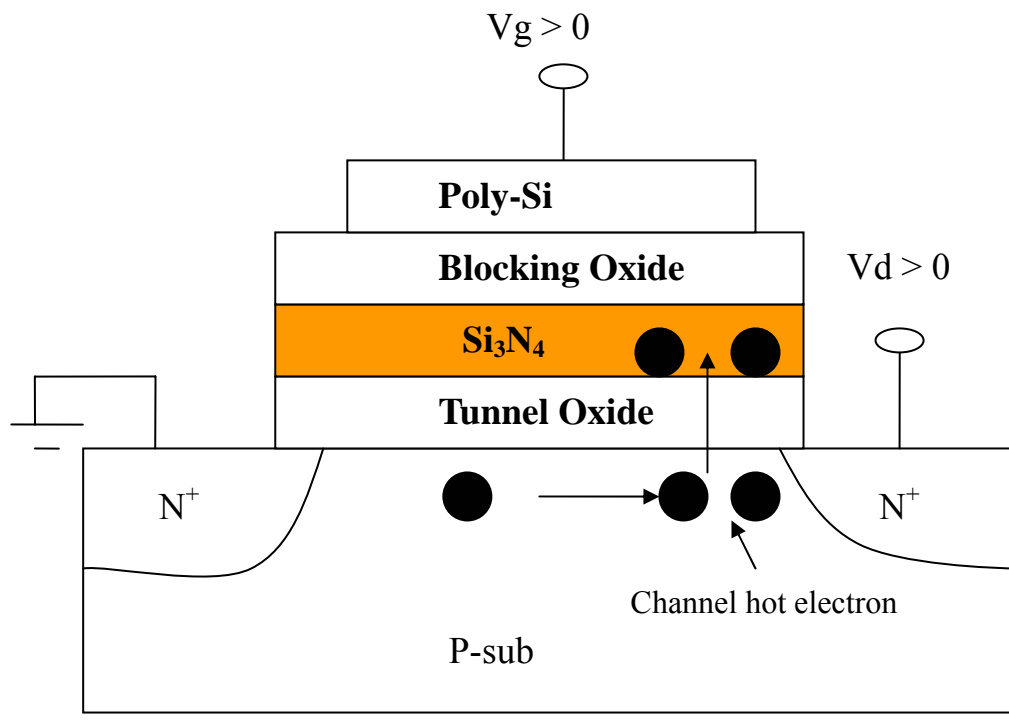 Vg > 0
Poly-Si
Blocking Oxide
Vd > 0
Si₃N₄
Tunnel Oxide
N⁺
N⁺
Channel hot electron
P-sub